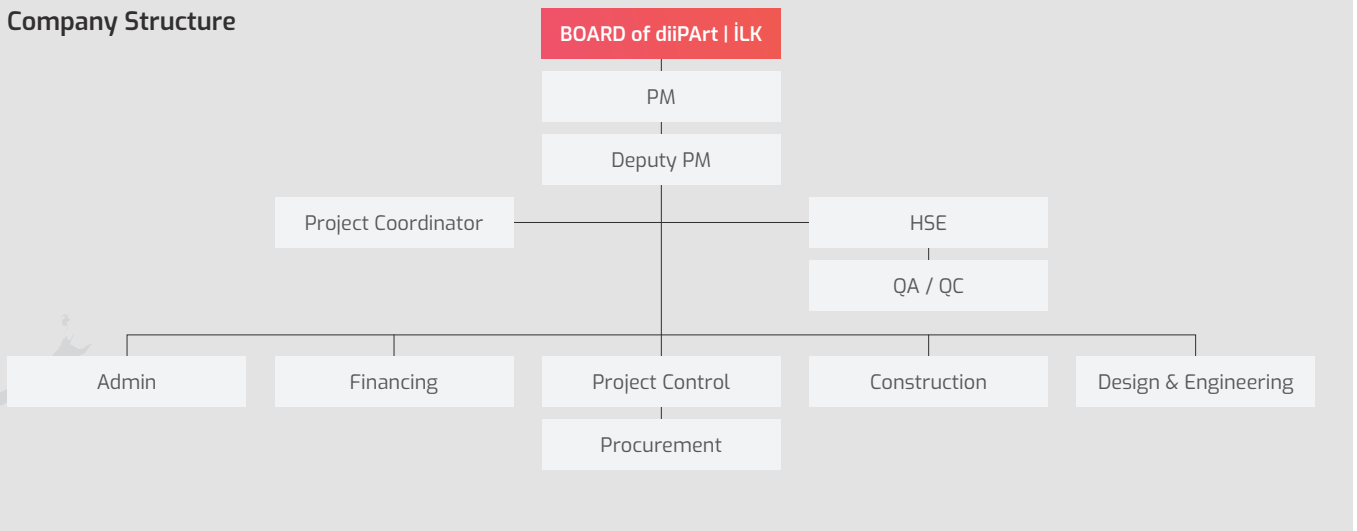 Company Structure
BOARD of diiPArt | İLK
PM
Deputy PM
Project Coordinator
HSE
QA / QC
Admin
Financing
Project Control
Construction
Design & Engineering
Procurement